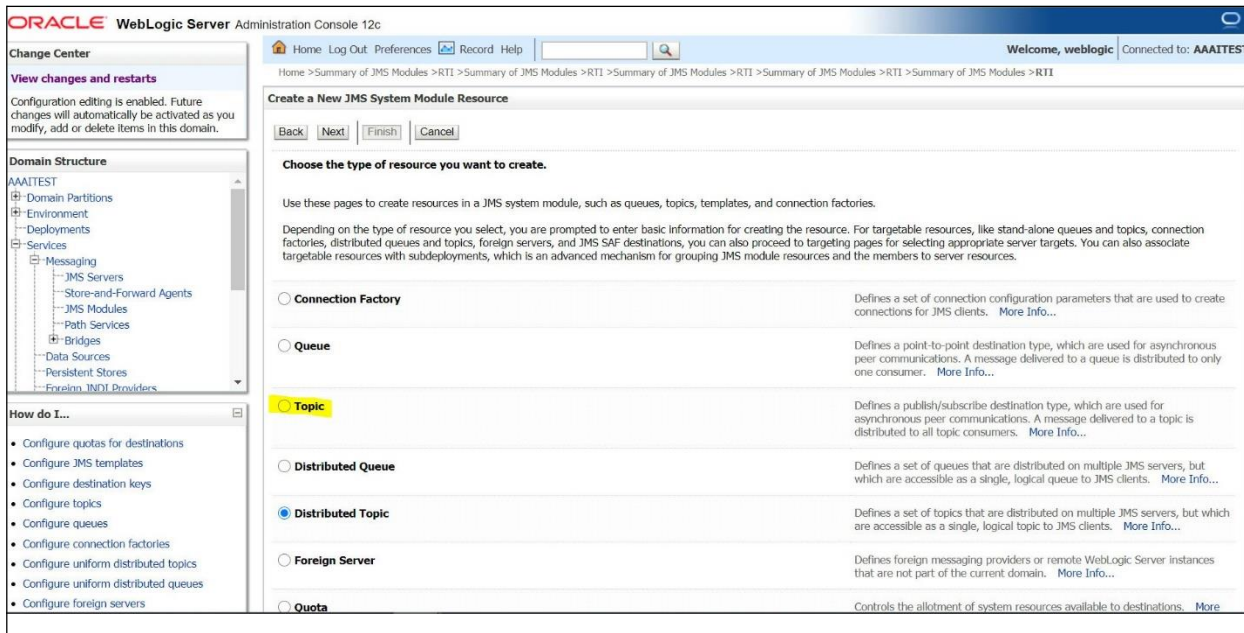 ORACLE WebLogic Server Administration Console 12c
Change Center
View changes and restarts
Configuration editing is enabled. Future
changes will automatically be activated as you
modify, add or delete items in this domain.
Domain Structure
AAAITEST
Domain Partitions
Environment
Deployments
Services
Messaging
JMS Servers
Store-and-Forward Agents
JMS Modules
Path Services
Bridges
Data Sources
Persistent Stores
Foreign JNDI Providers
How do I...
Configure quotas for destinations
Configure JMS templates
Configure destination keys
Configure topics
Configure queues
Configure connection factories
Configure uniform distributed topics
Configure uniform distributed queues
Configure foreign servers
Home Log Out Preferences Record Help
Welcome, weblogic Connected to: AAAITEST
Home >Summary of JMS Modules >RTI >Summary of JMS Modules >RTI >Summary of JMS Modules >RTI >Summary of JMS Modules >RTI >Summary of JMS Modules >RTI
Create a New JMS System Module Resource
Back Next Finish Cancel
Choose the type of resource you want to create.
Use these pages to create resources in a JMS system module, such as queues, topics, templates, and connection factories.
Depending on the type of resource you select, you are prompted to enter basic information for creating the resource. For targetable resources, like stand-alone queues and topics, connection
factories, distributed queues and topics, foreign servers, and JMS SAF destinations, you can also proceed to targeting pages for selecting appropriate server targets. You can also associate
targetable resources with subdeployments, which is an advanced mechanism for grouping JMS module resources and the members to server resources.
Connection Factory
Defines a set of connection configuration parameters that are used to create
connections for JMS clients. More Info...
Queue
Defines a point-to-point destination type, which are used for asynchronous
peer communications. A message delivered to a queue is distributed to only
one consumer. More Info...
Topic
Defines a publish/subscribe destination type, which are used for
asynchronous peer communications. A message delivered to a topic is
distributed to all topic consumers. More Info...
Distributed Queue
Defines a set of queues that are distributed on multiple JMS servers, but
which are accessible as a single, logical queue to JMS clients. More Info...
Distributed Topic
Defines a set of topics that are distributed on multiple JMS servers, but which
are accessible as a single, logical topic to JMS clients. More Info...
Foreign Server
Defines foreign messaging providers or remote WebLogic Server instances
that are not part of the current domain. More Info...
Quota
Controls the allotment of system resources available to destinations. More